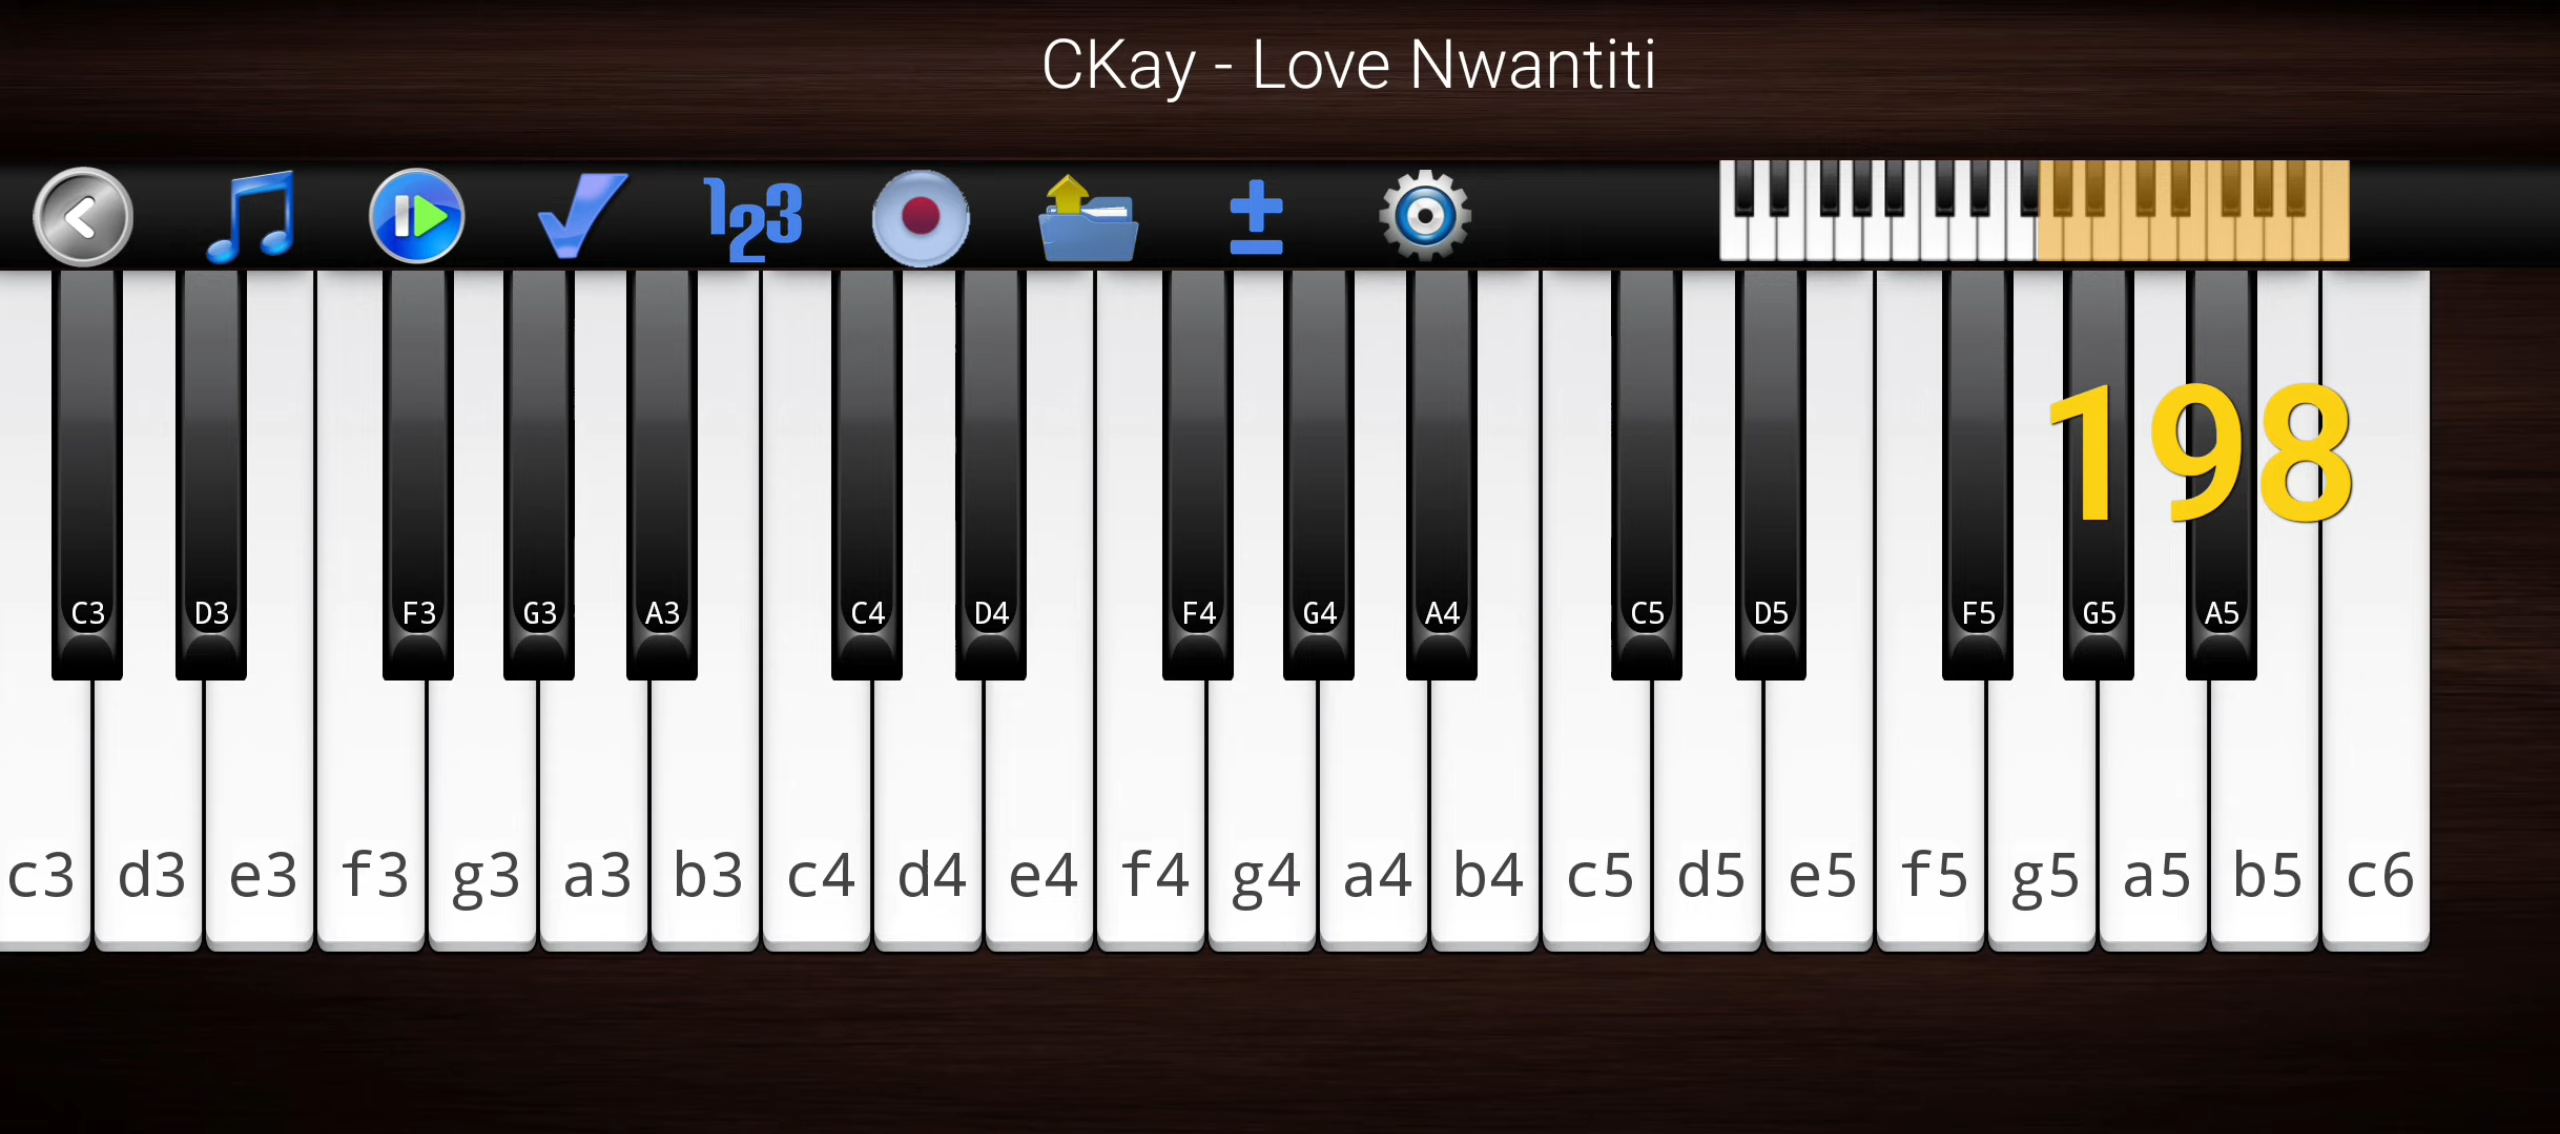 CKay - Love Nwantiti
123
198
C3 D3 F3 G3 A3 C4 D4 F4 G4 A4 C5 D5 F5 G5 A5
c3 d3 e3 f3 g3 a3 b3 c4 d4 e4 f4 g4 a4 b4 c5 d5 e5 f5 g5 a5 b5 c6